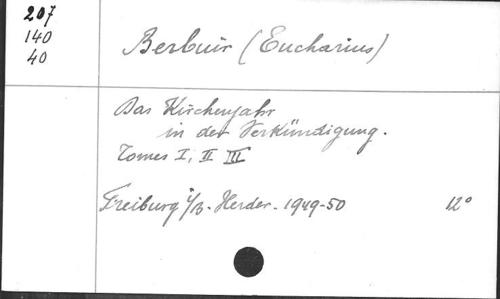 207
140
40
Berbuir (Eucharius)
Das Kirchenjahr
in der Verkündigung.
Tomes I, II III
Freiburg i/B. Herder. 1949-50 12°